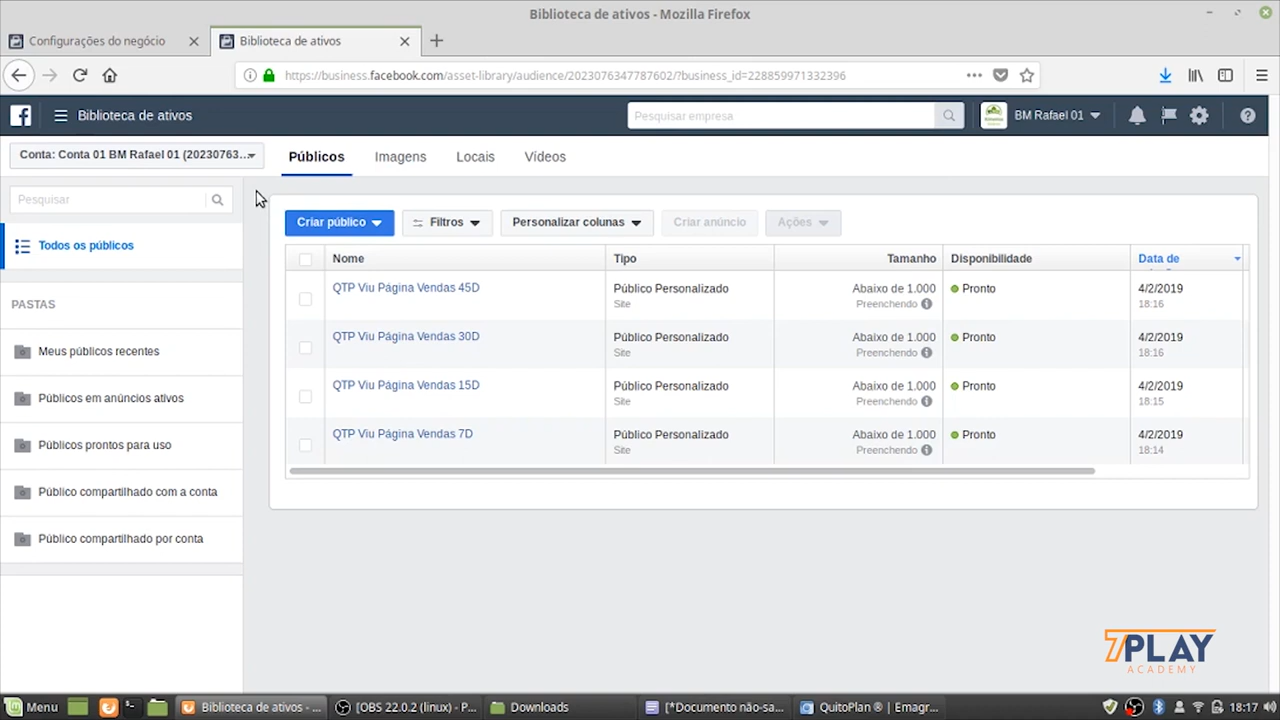 Biblioteca de ativos - Mozilla Firefox
Configurações do negócio
Biblioteca de ativos
https://business.facebook.com/asset-library/audience/2023076347787602/?business_id=228859971332396
Biblioteca de ativos
Pesquisar empresa
BM Rafael 01
Conta: Conta 01 BM Rafael 01 (20230763...
Públicos
Imagens
Locais
Vídeos
Pesquisar
Todos os públicos
PASTAS
Meus públicos recentes
Públicos em anúncios ativos
Públicos prontos para uso
Público compartilhado com a conta
Público compartilhado por conta
Criar público
Filtros
Personalizar colunas
Criar anúncio
Ações
Nome Tipo Tamanho Disponibilidade Data de
QTP Viu Página Vendas 45D Público Personalizado Abaixo de 1.000 Pronto 4/2/2019
Site Preenchendo 18:16
QTP Viu Página Vendas 30D Público Personalizado Abaixo de 1.000 Pronto 4/2/2019
Site Preenchendo 18:16
QTP Viu Página Vendas 15D Público Personalizado Abaixo de 1.000 Pronto 4/2/2019
Site Preenchendo 18:15
QTP Viu Página Vendas 7D Público Personalizado Abaixo de 1.000 Pronto 4/2/2019
Site Preenchendo 18:14
7PLAY
ACADEMY
Menu
Biblioteca de ativos - ...
[OBS 22.0.2 (linux) - P...
Downloads
[*Documento não-sa...
QuitoPlan ® | Emagr...
18:17